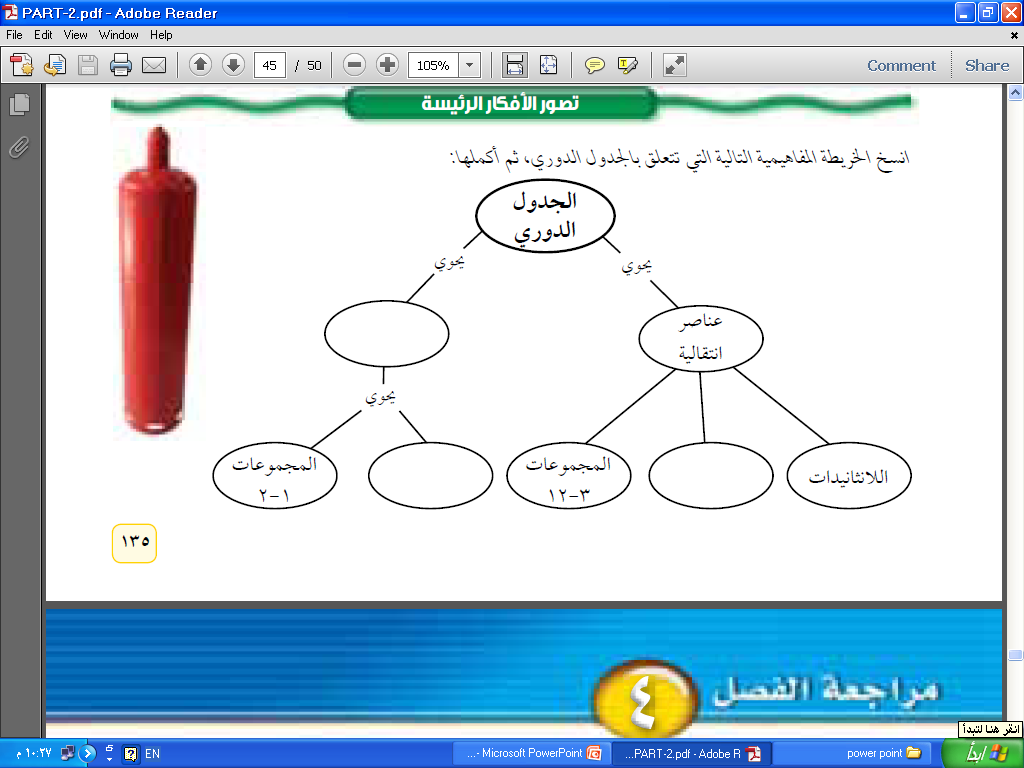 PART-2.pdf - Adobe Reader
File Edit View Window Help
45 / 50 105% Comment Share
تصور الأفكار الرئيسة
انسخ الخريطة المفاهيمية التالية التي تتعلق بالجدول الدوري، ثم أكملها:
الجدول
الدوري
يحوي
يحوي
عناصر
انتقالية
يحوي
اللانثانيدات
المجموعات
٣-١٢
المجموعات
١-٢
١٣٥
مراجعة الفصل ٤
انقر هنا لتبدأ
ابدأ
power point
...PART-2.pdf - Adobe R
... - Microsoft PowerPoint
EN
١٠:٢٧ م